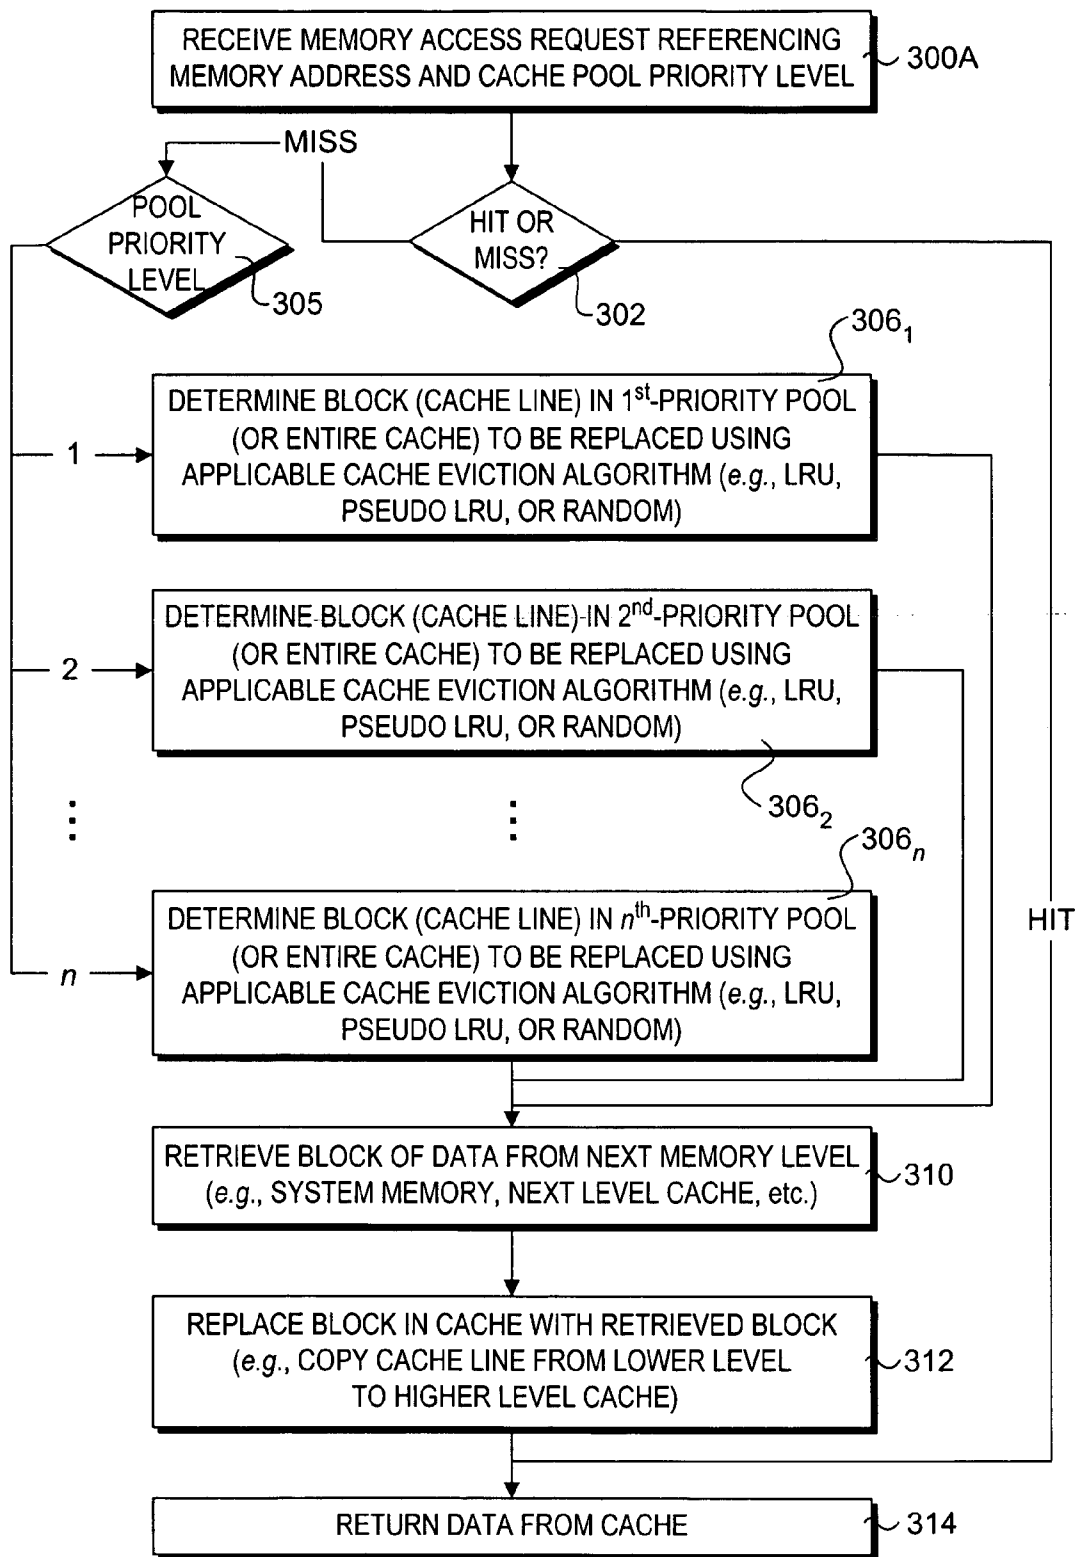 RECEIVE MEMORY ACCESS REQUEST REFERENCING
MEMORY ADDRESS AND CACHE POOL PRIORITY LEVEL
300A
MISS
POOL
PRIORITY
LEVEL
305
HIT OR
MISS?
302
306₁
DETERMINE BLOCK (CACHE LINE) IN 1st-PRIORITY POOL
(OR ENTIRE CACHE) TO BE REPLACED USING
APPLICABLE CACHE EVICTION ALGORITHM (e.g., LRU,
PSEUDO LRU, OR RANDOM)
1
DETERMINE BLOCK (CACHE LINE) IN 2nd-PRIORITY POOL
(OR ENTIRE CACHE) TO BE REPLACED USING
APPLICABLE CACHE EVICTION ALGORITHM (e.g., LRU,
PSEUDO LRU, OR RANDOM)
2
306₂
306ₙ
DETERMINE BLOCK (CACHE LINE) IN nth-PRIORITY POOL
(OR ENTIRE CACHE) TO BE REPLACED USING
APPLICABLE CACHE EVICTION ALGORITHM (e.g., LRU,
PSEUDO LRU, OR RANDOM)
n
HIT
RETRIEVE BLOCK OF DATA FROM NEXT MEMORY LEVEL
(e.g., SYSTEM MEMORY, NEXT LEVEL CACHE, etc.)
310
REPLACE BLOCK IN CACHE WITH RETRIEVED BLOCK
(e.g., COPY CACHE LINE FROM LOWER LEVEL
TO HIGHER LEVEL CACHE)
312
RETURN DATA FROM CACHE
314